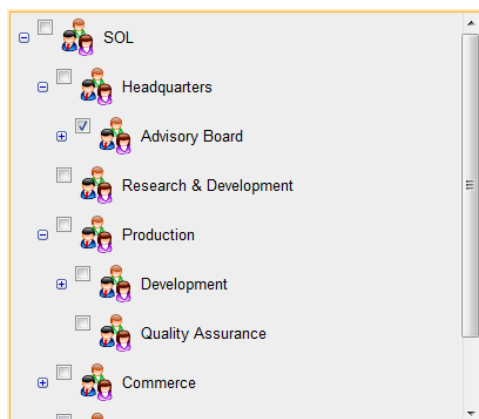 SOL
Headquarters
Advisory Board
Research & Development
Production
Development
Quality Assurance
Commerce